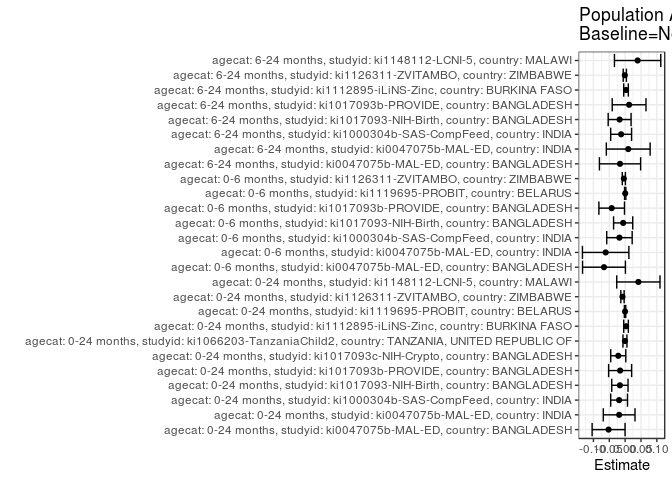 Population A
Baseline=N
agecat: 6-24 months, studyid: ki1148112-LCNI-5, country: MALAWI
agecat: 6-24 months, studyid: ki1126311-ZVITAMBO, country: ZIMBABWE
agecat: 6-24 months, studyid: ki1112895-iLiNS-Zinc, country: BURKINA FASO
agecat: 6-24 months, studyid: ki1017093b-PROVIDE, country: BANGLADESH
agecat: 6-24 months, studyid: ki1017093-NIH-Birth, country: BANGLADESH
agecat: 6-24 months, studyid: ki1000304b-SAS-CompFeed, country: INDIA
agecat: 6-24 months, studyid: ki0047075b-MAL-ED, country: INDIA
agecat: 6-24 months, studyid: ki0047075b-MAL-ED, country: BANGLADESH
agecat: 0-6 months, studyid: ki1126311-ZVITAMBO, country: ZIMBABWE
agecat: 0-6 months, studyid: ki1119695-PROBIT, country: BELARUS
agecat: 0-6 months, studyid: ki1017093b-PROVIDE, country: BANGLADESH
agecat: 0-6 months, studyid: ki1017093-NIH-Birth, country: BANGLADESH
agecat: 0-6 months, studyid: ki1000304b-SAS-CompFeed, country: INDIA
agecat: 0-6 months, studyid: ki0047075b-MAL-ED, country: INDIA
agecat: 0-6 months, studyid: ki0047075b-MAL-ED, country: BANGLADESH
agecat: 0-24 months, studyid: ki1148112-LCNI-5, country: MALAWI
agecat: 0-24 months, studyid: ki1126311-ZVITAMBO, country: ZIMBABWE
agecat: 0-24 months, studyid: ki1119695-PROBIT, country: BELARUS
agecat: 0-24 months, studyid: ki1112895-iLiNS-Zinc, country: BURKINA FASO
agecat: 0-24 months, studyid: ki1066203-TanzaniaChild2, country: TANZANIA, UNITED REPUBLIC OF
agecat: 0-24 months, studyid: ki1017093c-NIH-Crypto, country: BANGLADESH
agecat: 0-24 months, studyid: ki1017093b-PROVIDE, country: BANGLADESH
agecat: 0-24 months, studyid: ki1017093-NIH-Birth, country: BANGLADESH
agecat: 0-24 months, studyid: ki1000304b-SAS-CompFeed, country: INDIA
agecat: 0-24 months, studyid: ki0047075b-MAL-ED, country: INDIA
agecat: 0-24 months, studyid: ki0047075b-MAL-ED, country: BANGLADESH
Estimate